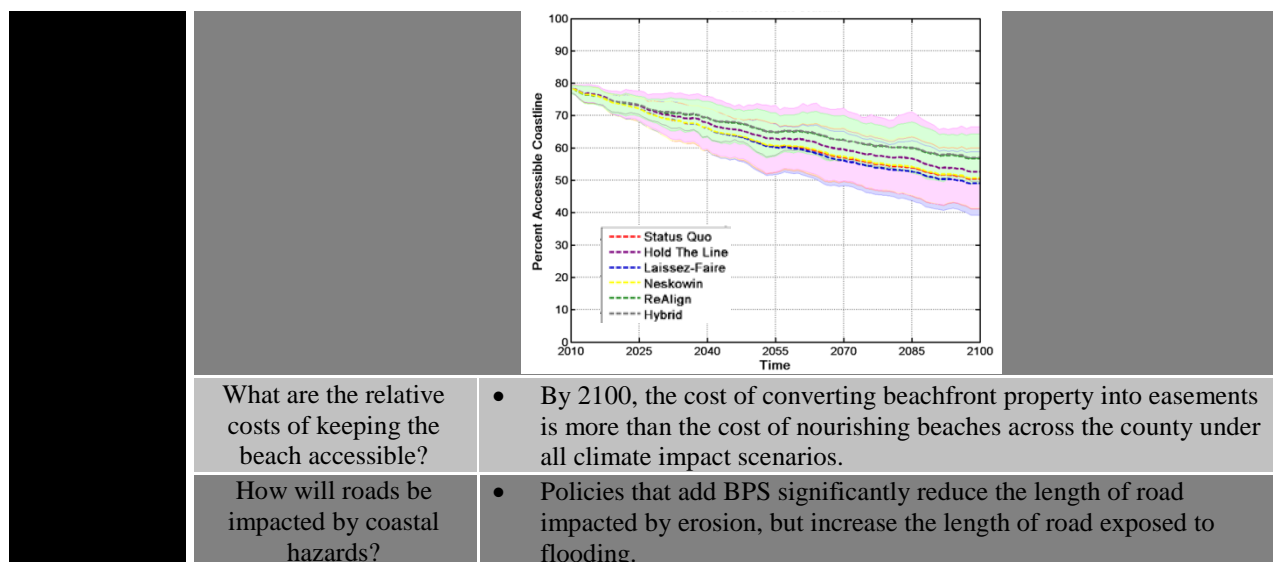 100
90
80
70
60
50
40
30
20
10
0
Percent Accessible Coastline
Status Quo
Hold The Line
Laissez-Faire
Neskowin
ReAlign
Hybrid
2010 2025 2040 2055 2070 2085 2100
Time
What are the relative
costs of keeping the
beach accessible?
• By 2100, the cost of converting beachfront property into easements
is more than the cost of nourishing beaches across the county under
all climate impact scenarios.
How will roads be
impacted by coastal
hazards?
• Policies that add BPS significantly reduce the length of road
impacted by erosion, but increase the length of road exposed to
flooding.